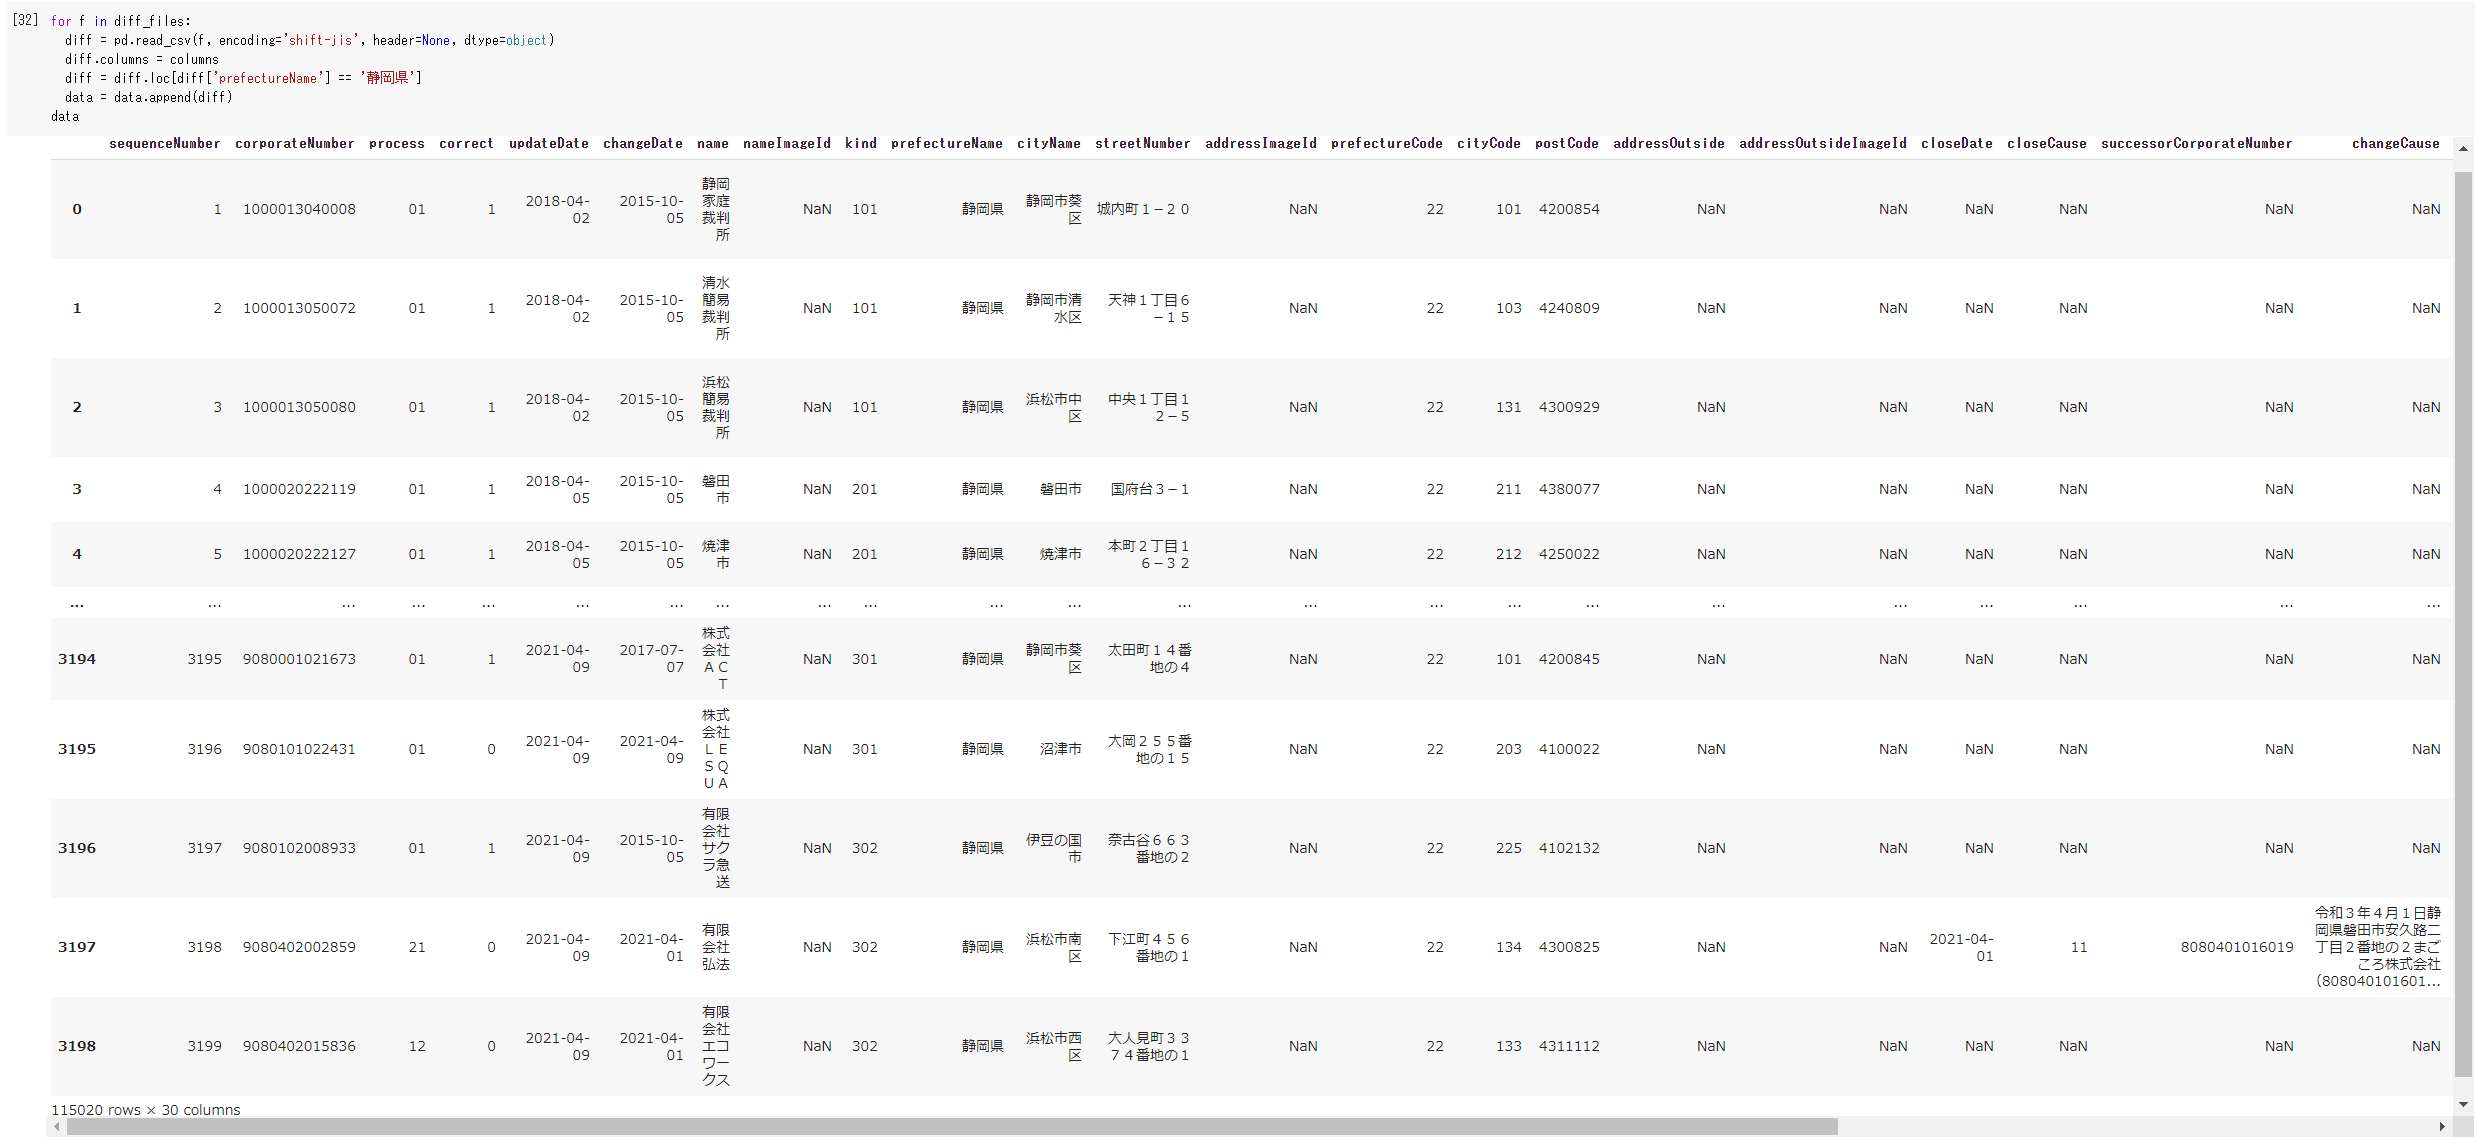 [32] for f in diff_files:
diff = pd.read_csv(f, encoding='shift-jis', header=None, dtype=object)
diff.columns = columns
diff = diff.loc[diff['prefectureName'] == '静岡県']
data = data.append(diff)
data
sequenceNumber corporateNumber process correct updateDate changeDate name nameImageId kind prefectureName cityName streetNumber addressImageId prefectureCode cityCode postCode addressOutside addressOutsideImageId closeDate closeCause successorCorporateNumber changeCause
0 1 1000013040008 01 1 2018-04-02 2015-10-05 静岡家庭裁判所 NaN 101 静岡県 静岡市葵区 城内町1-20 NaN 22 101 4200854 NaN NaN NaN NaN NaN NaN
1 2 1000013050072 01 1 2018-04-02 2015-10-05 清水簡易裁判所 NaN 101 静岡県 静岡市清水区 天神1丁目6-15 NaN 22 103 4240809 NaN NaN NaN NaN NaN NaN
2 3 1000013050080 01 1 2018-04-02 2015-10-05 浜松簡易裁判所 NaN 101 静岡県 浜松市中区 中央1丁目12-5 NaN 22 131 4300929 NaN NaN NaN NaN NaN NaN
3 4 1000020222119 01 1 2018-04-05 2015-10-05 磐田市 NaN 201 静岡県 磐田市 国府台3-1 NaN 22 211 4380077 NaN NaN NaN NaN NaN NaN
4 5 1000020222127 01 1 2018-04-05 2015-10-05 焼津市 NaN 201 静岡県 焼津市 本町2丁目16-32 NaN 22 212 4250022 NaN NaN NaN NaN NaN NaN
... ... ... ... ... ... ... ... ... ... ... ... ... ... ... ... ... ... ... ... ... ... ...
3194 3195 9080001021673 01 1 2021-04-09 2017-07-07 株式会社ACT NaN 301 静岡県 静岡市葵区 太田町14番地の4 NaN 22 101 4200845 NaN NaN NaN NaN NaN NaN
3195 3196 9080101022431 01 0 2021-04-09 2021-04-09 株式会社LESQUA NaN 301 静岡県 沼津市 大岡255番地の15 NaN 22 203 4100022 NaN NaN NaN NaN NaN NaN
3196 3197 9080102008933 01 1 2021-04-09 2015-10-05 有限会社サクラ急送 NaN 302 静岡県 伊豆の国市 奈古谷663番地の2 NaN 22 225 4102132 NaN NaN NaN NaN NaN NaN
3197 3198 9080402002859 21 0 2021-04-09 2021-04-01 有限会社弘法 NaN 302 静岡県 浜松市南区 下江町456番地の1 NaN 22 134 4300825 NaN NaN 2021-04-01 11 8080401016019 令和3年4月1日静岡県磐田市安久路二丁目2番地の2まごころ株式会社(808040101601...
3198 3199 9080402015836 12 0 2021-04-09 2021-04-01 有限会社エコワークス NaN 302 静岡県 浜松市西区 大人見町3374番地の1 NaN 22 133 4311112 NaN NaN NaN NaN NaN NaN
115020 rows × 30 columns